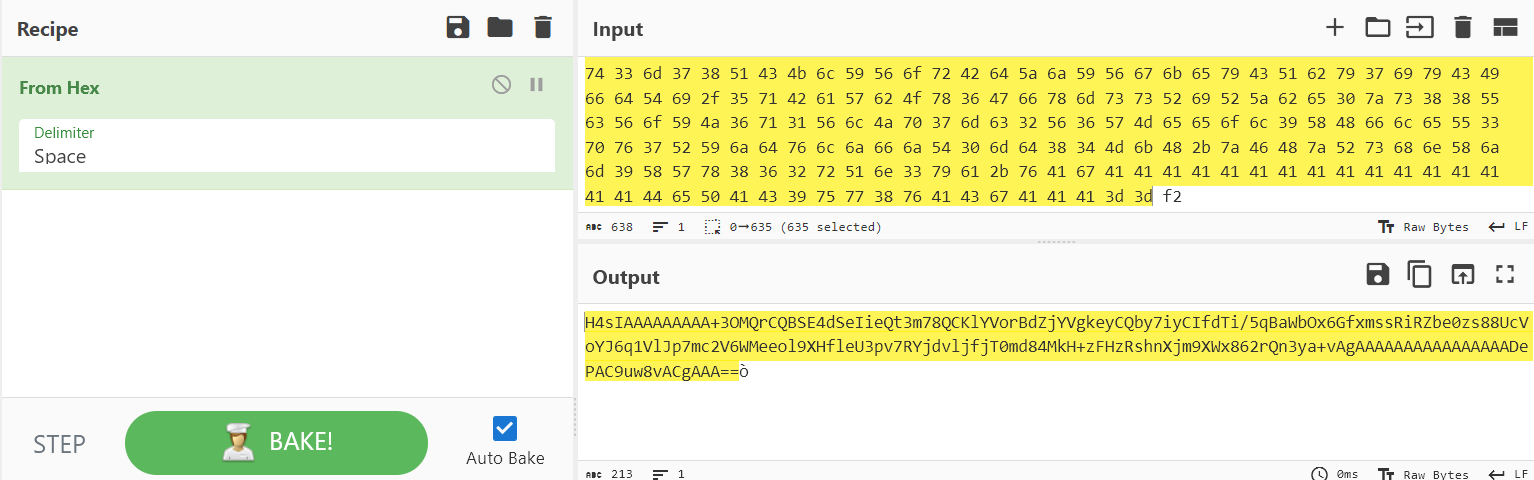 Recipe
From Hex
Delimiter
Space
STEP
BAKE!
Auto Bake
Input
74 33 6d 37 38 51 43 4b 6c 59 56 6f 72 42 64 5a 6a 59 56 67 6b 65 79 43 51 62 79 37 69 79 43 49
66 64 54 69 2f 35 71 42 61 57 62 4f 78 36 47 66 78 6d 73 73 52 69 52 5a 62 65 30 7a 73 38 38 55
63 56 6f 59 4a 36 71 31 56 6c 4a 70 37 6d 63 32 56 36 57 4d 65 65 6f 6c 39 58 48 66 6c 65 55 33
70 76 37 52 59 6a 64 76 6c 6a 66 6a 54 30 6d 64 38 34 4d 6b 48 2b 7a 46 48 7a 52 73 68 6e 58 6a
6d 39 58 57 78 38 36 32 72 51 6e 33 79 61 2b 76 41 67 41 41 41 41 41 41 41 41 41 41 41 41 41 41
41 41 44 65 50 41 43 39 75 77 38 76 41 43 67 41 41 41 3d 3d f2
ABC 638 1 0→635 (635 selected) Raw Bytes LF
Output
H4sIAAAAAAAAA+3OMQrCQBSE4dSeIieQt3m78QCKlYVorBdZjYVgkeyCQby7iyCIfdTi/5qBaWbOx6GfxmssRiRZbe0zs88UcV
oYJ6q1VlJp7mc2V6WMeeol9XHfleU3pv7RYjdvljfjT0md84MkH+zFHzRshnXjm9XWx862rQn3ya+vAgAAAAAAAAAAAAAAAADe
PAC9uw8vACgAAA==ò
ABC 213 1 0ms Raw Bytes LF